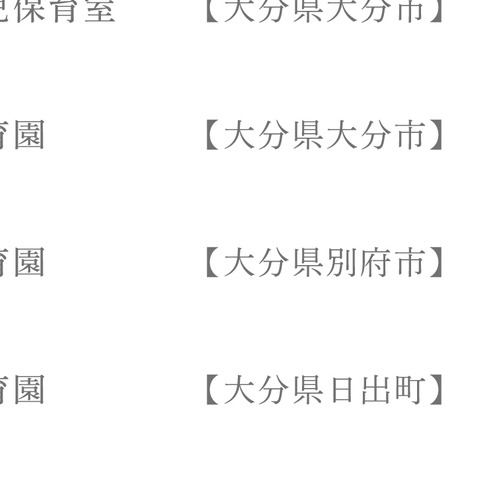 児保育室 【大分県大分市】
育園 【大分県大分市】
育園 【大分県別府市】
育園 【大分県日出町】